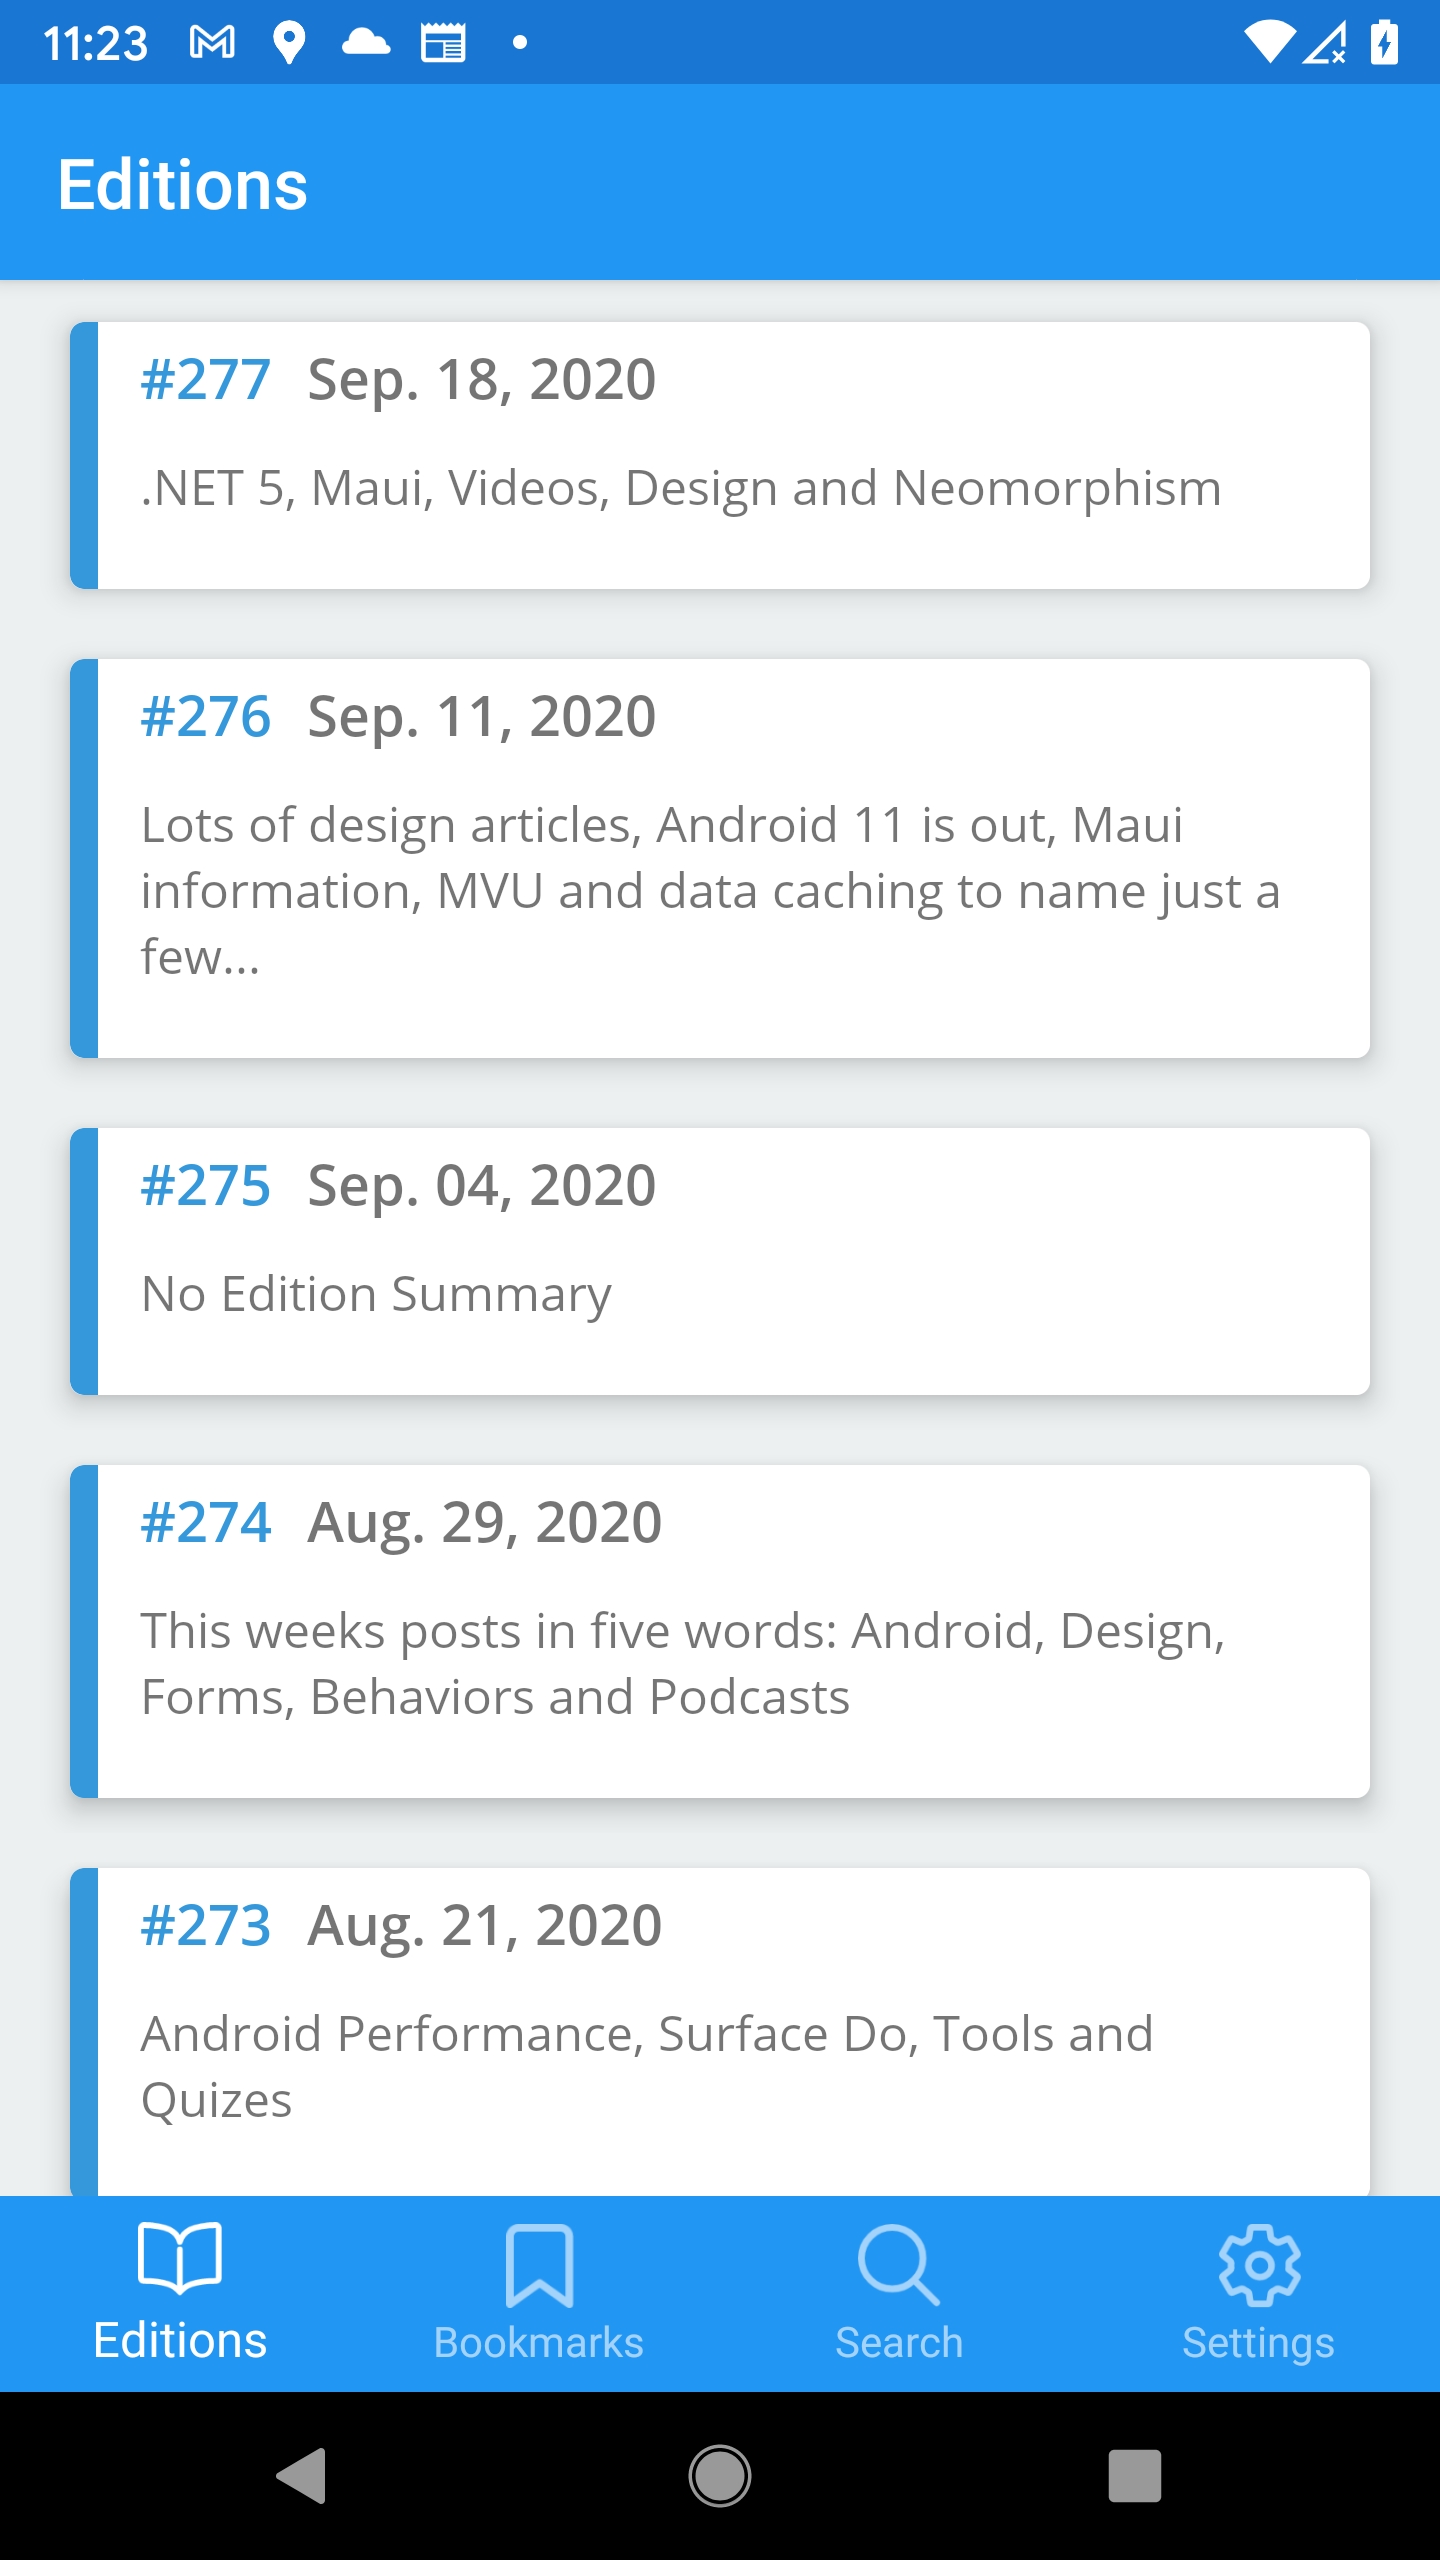 11:23
Editions
#277 Sep. 18, 2020
.NET 5, Maui, Videos, Design and Neomorphism
#276 Sep. 11, 2020
Lots of design articles, Android 11 is out, Maui
information, MVU and data caching to name just a
few...
#275 Sep. 04, 2020
No Edition Summary
#274 Aug. 29, 2020
This weeks posts in five words: Android, Design,
Forms, Behaviors and Podcasts
#273 Aug. 21, 2020
Android Performance, Surface Do, Tools and
Quizes
Editions Bookmarks Search Settings